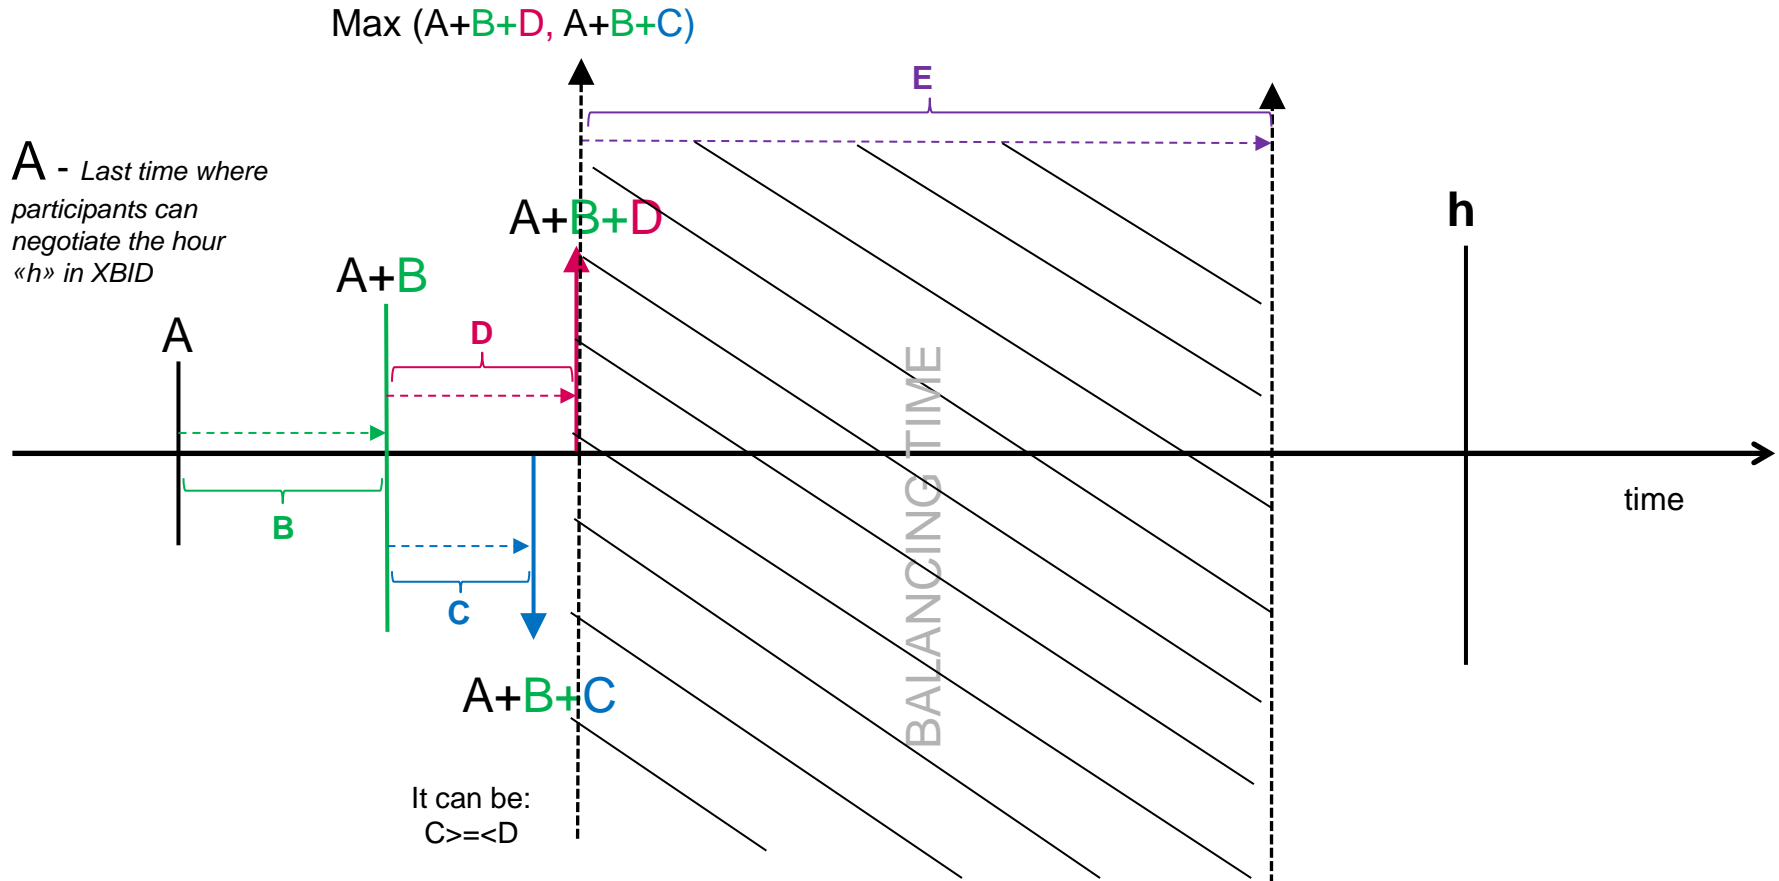 Max (A+B+D, A+B+C)
E
A - Last time where
participants can
negotiate the hour
«h» in XBID
A+B+D
h
A+B
A
D
BALANCING TIME
time
B
C
A+B+C
It can be:
C>=<D